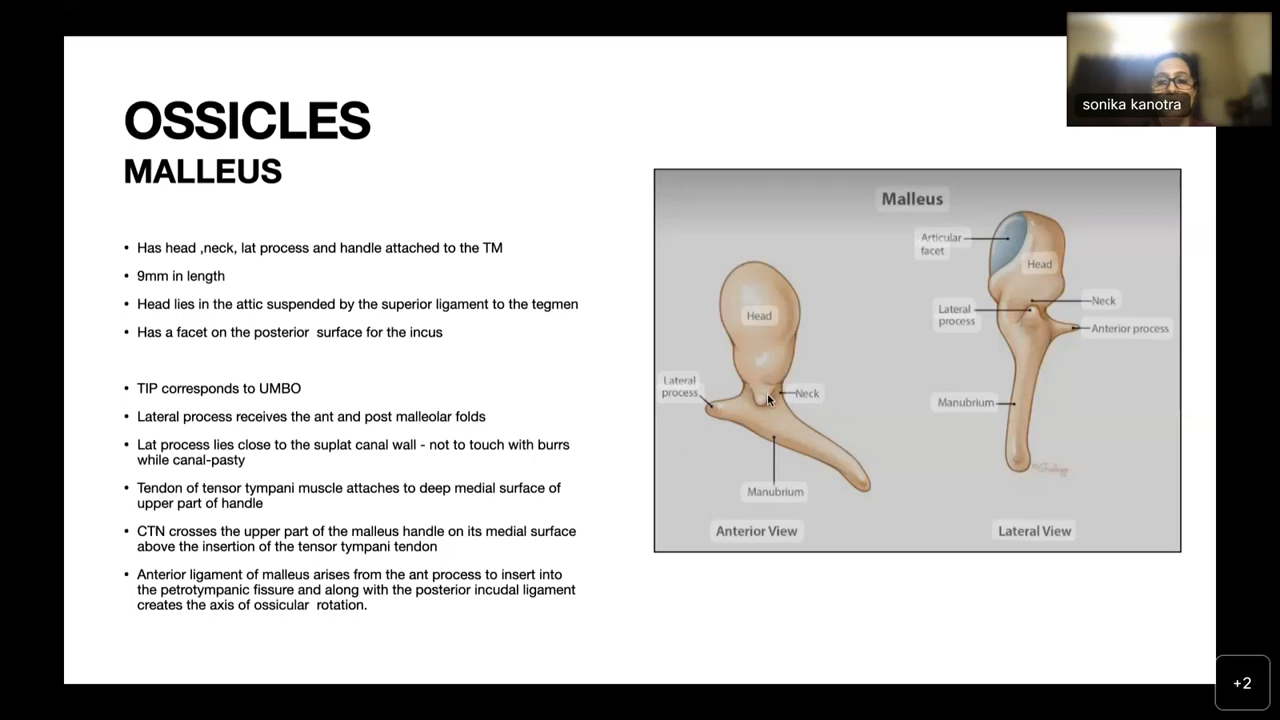 OSSICLES
MALLEUS
• Has head ,neck, lat process and handle attached to the TM
• 9mm in length
• Head lies in the attic suspended by the superior ligament to the tegmen
• Has a facet on the posterior surface for the incus
• TIP corresponds to UMBO
• Lateral process receives the ant and post malleolar folds
• Lat process lies close to the suplat canal wall - not to touch with burrs
while canal-pasty
• Tendon of tensor tympani muscle attaches to deep medial surface of
upper part of handle
• CTN crosses the upper part of the malleus handle on its medial surface
above the insertion of the tensor tympani tendon
• Anterior ligament of malleus arises from the ant process to insert into
the petrotympanic fissure and along with the posterior incudal ligament
creates the axis of ossicular rotation.
Malleus
Head
Lateral
process
Neck
Manubrium
Anterior View
Articular
facet
Head
Neck
Lateral
process
Anterior process
Manubrium
Lateral View
sonika kanotra
+2